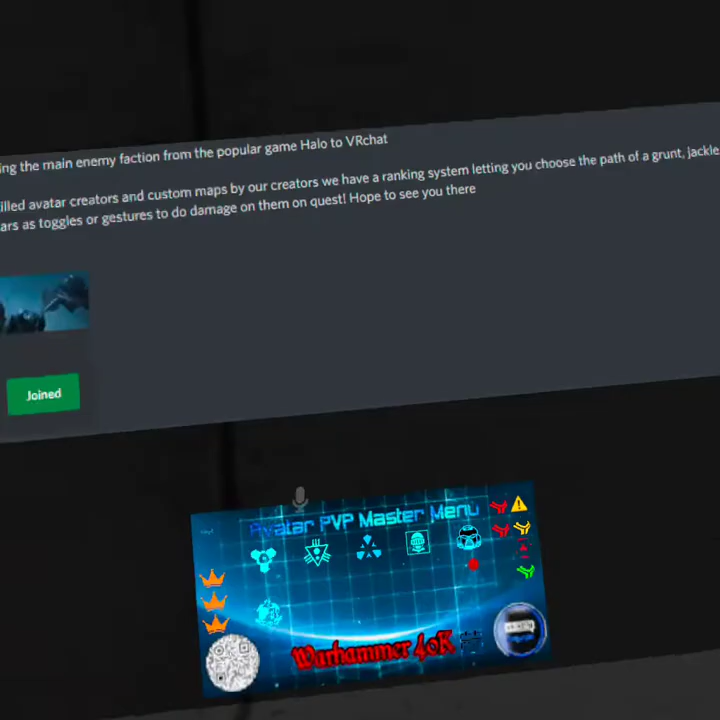 ing the main enemy faction from the popular game Halo to VRchat
illed avatar creators and custom maps by our creators we have a ranking system letting you choose the path of a grunt, jackle
ars as toggles or gestures to do damage on them on quest! Hope to see you there
Joined
Avatar PVP Master Menu
Warhammer 40K